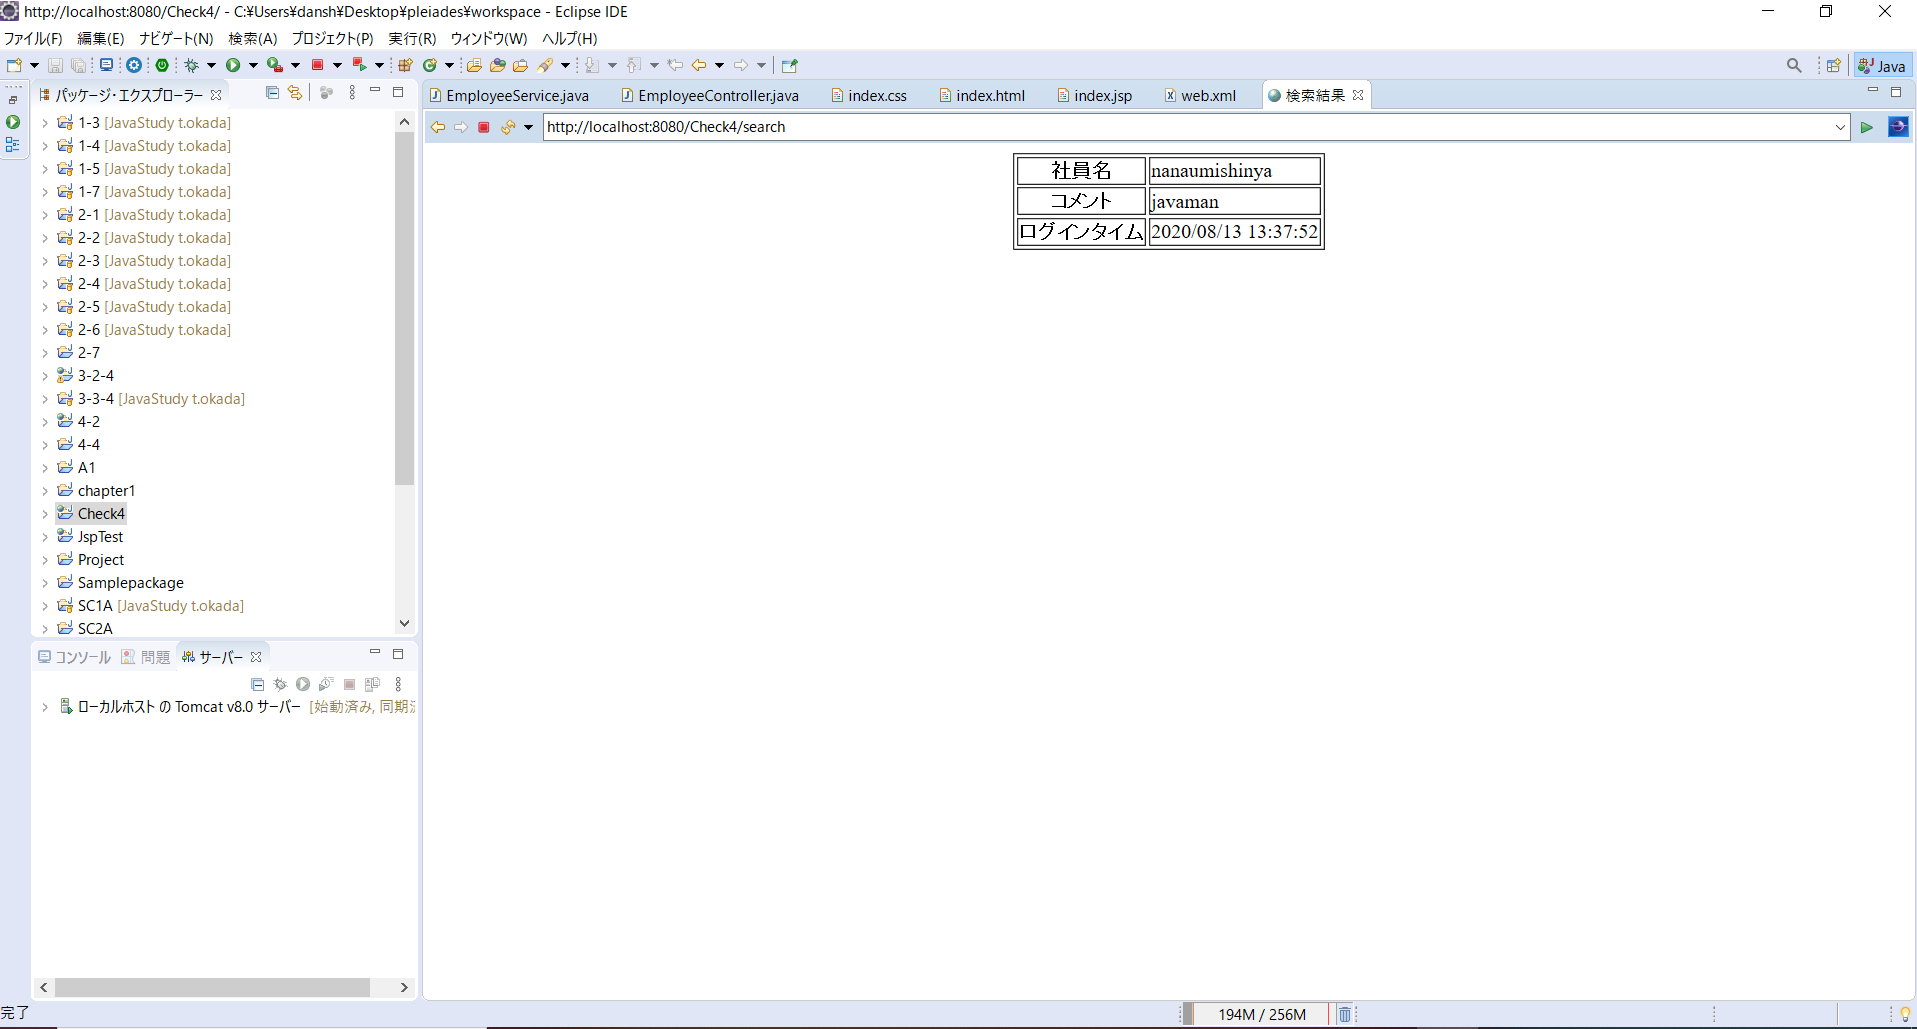 http://localhost:8080/Check4/ - C:¥Users¥dansh¥Desktop¥pleiades¥workspace - Eclipse IDE
ファイル(F) 編集(E) ナビゲート(N) 検索(A) プロジェクト(P) 実行(R) ウィンドウ(W) ヘルプ(H)
Java
パッケージ・エクスプローラー
1-3 [JavaStudy t.okada]
1-4 [JavaStudy t.okada]
1-5 [JavaStudy t.okada]
1-7 [JavaStudy t.okada]
2-1 [JavaStudy t.okada]
2-2 [JavaStudy t.okada]
2-3 [JavaStudy t.okada]
2-4 [JavaStudy t.okada]
2-5 [JavaStudy t.okada]
2-6 [JavaStudy t.okada]
2-7
3-2-4
3-3-4 [JavaStudy t.okada]
4-2
4-4
A1
chapter1
Check4
JspTest
Project
Samplepackage
SC1A [JavaStudy t.okada]
SC2A
コンソール 問題 サーバー
ローカルホスト の Tomcat v8.0 サーバー [始動済み, 同期
EmployeeService.java EmployeeController.java index.css index.html index.jsp web.xml 検索結果
http://localhost:8080/Check4/search
社員名 nanaumishinya
コメント javaman
ログインタイム 2020/08/13 13:37:52
完了
194M / 256M